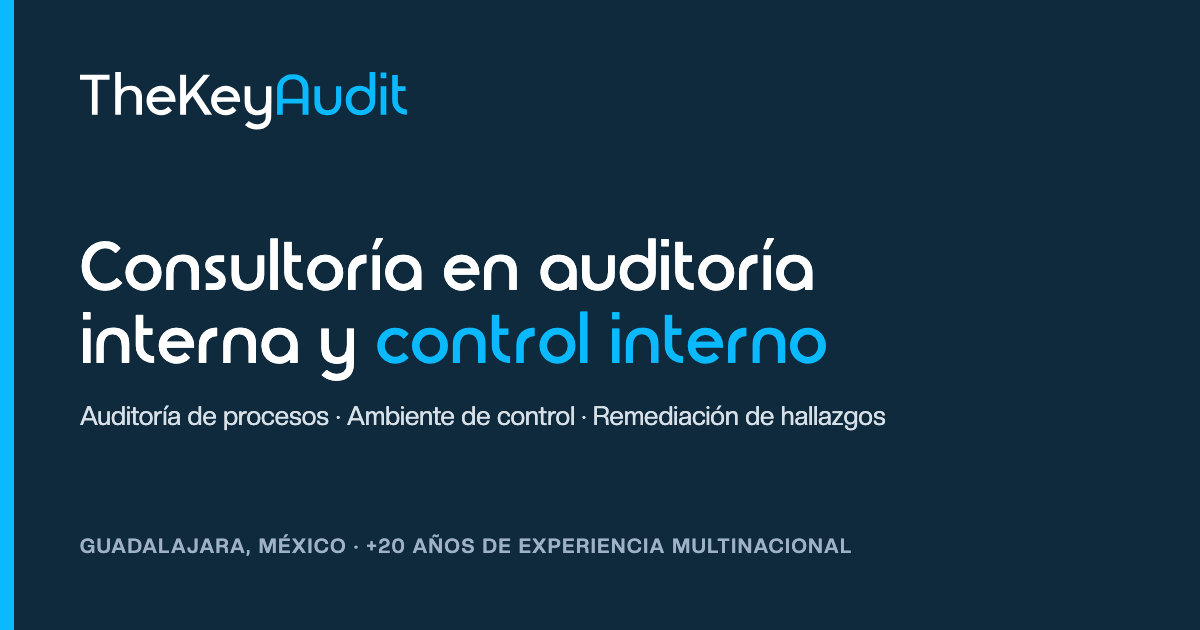 TheKeyAudit
Consultoría en auditoría
interna y control interno
Auditoría de procesos · Ambiente de control · Remediación de hallazgos
GUADALAJARA, MÉXICO · +20 AÑOS DE EXPERIENCIA MULTINACIONAL